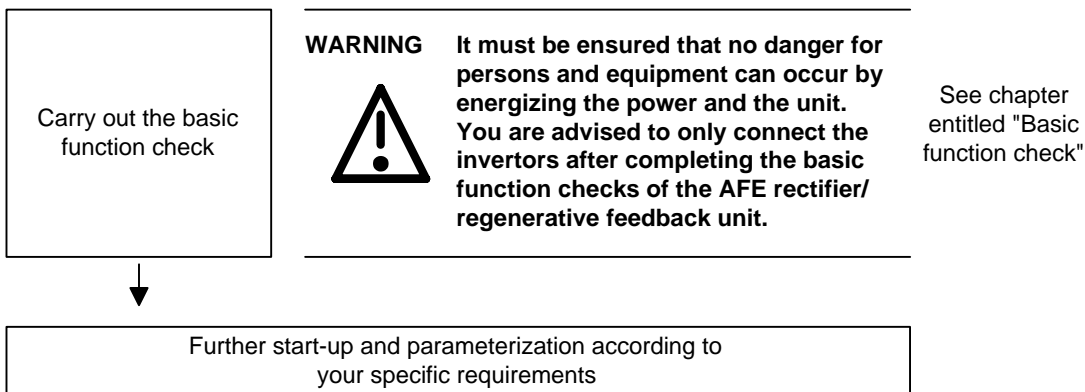 Carry out the basic
function check
WARNING
It must be ensured that no danger for
persons and equipment can occur by
energizing the power and the unit.
You are advised to only connect the
invertors after completing the basic
function checks of the AFE rectifier/
regenerative feedback unit.
See chapter
entitled "Basic
function check"
Further start-up and parameterization according to
your specific requirements